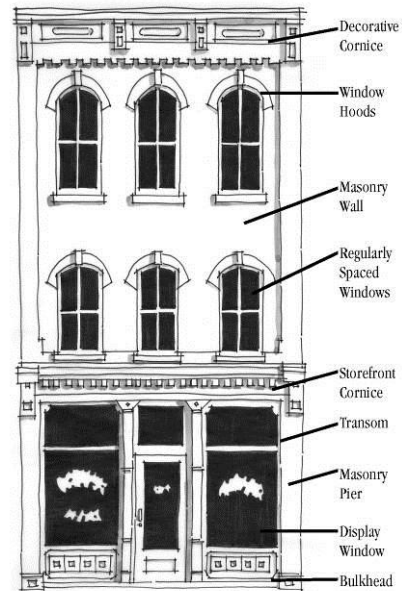 Decorative
Cornice
Window
Hoods
Masonry
Wall
Regularly
Spaced
Windows
Storefront
Cornice
Transom
Masonry
Pier
Display
Window
Bulkhead